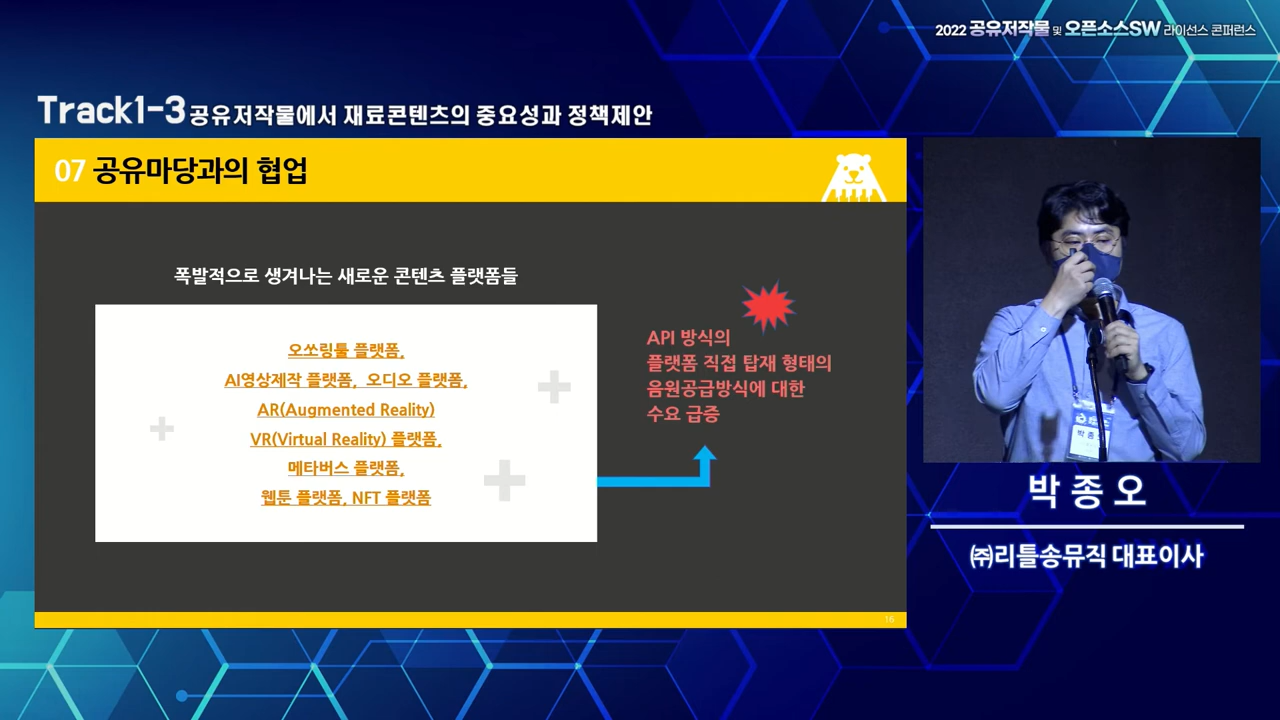 2022 공유저작물 및 오픈소스SW 라이선스 콘퍼런스
Track1-3 공유저작물에서 재료콘텐츠의 중요성과 정책제안
07 공유마당과의 협업
폭발적으로 생겨나는 새로운 콘텐츠 플랫폼들
오쏘링툴 플랫폼,
AI영상제작 플랫폼, 오디오 플랫폼,
AR(Augmented Reality)
VR(Virtual Reality) 플랫폼,
메타버스 플랫폼,
웹툰 플랫폼, NFT 플랫폼
API 방식의
플랫폼 직접 탑재 형태의
음원공급방식에 대한
수요 급증
16
박종오
㈜리틀송뮤직 대표이사